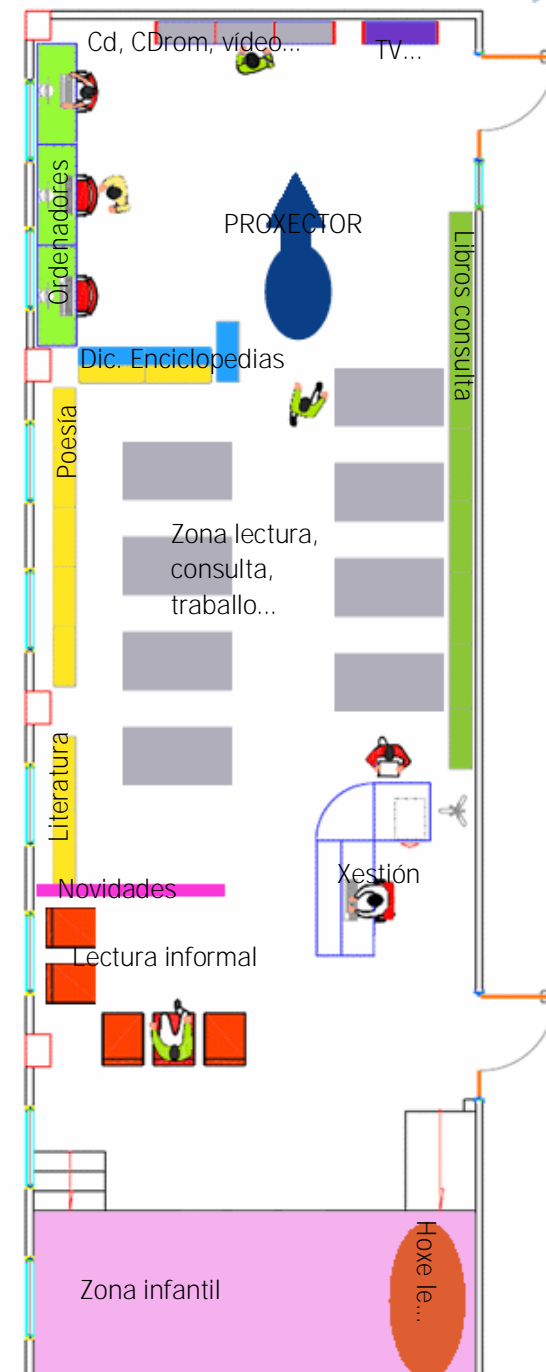 Cd, CDrom, vídeo...
TV...
Ordenadores
PROXECTOR
Libros consulta
Dic. Enciclopedias
Poesía
Zona lectura,
consulta,
traballo...
Literatura
Xestión
Novidades
Lectura informal
Zona infantil
Hoxe le...